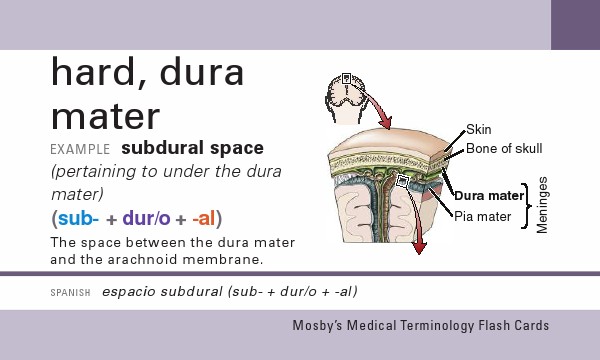 hard, dura
mater
EXAMPLE subdural space
(pertaining to under the dura
mater)
(sub- + dur/o + -al)
The space between the dura mater
and the arachnoid membrane.
Skin
Bone of skull
Dura mater
Pia mater
Meninges
SPANISH espacio subdural (sub- + dur/o + -al)
Mosby's Medical Terminology Flash Cards